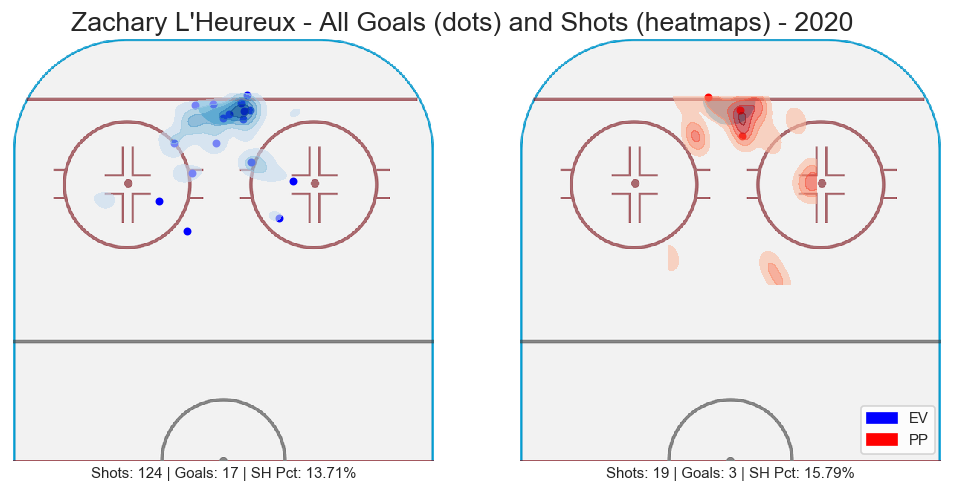 Zachary L'Heureux - All Goals (dots) and Shots (heatmaps) - 2020
EV
PP
Shots: 124 | Goals: 17 | SH Pct: 13.71%
Shots: 19 | Goals: 3 | SH Pct: 15.79%